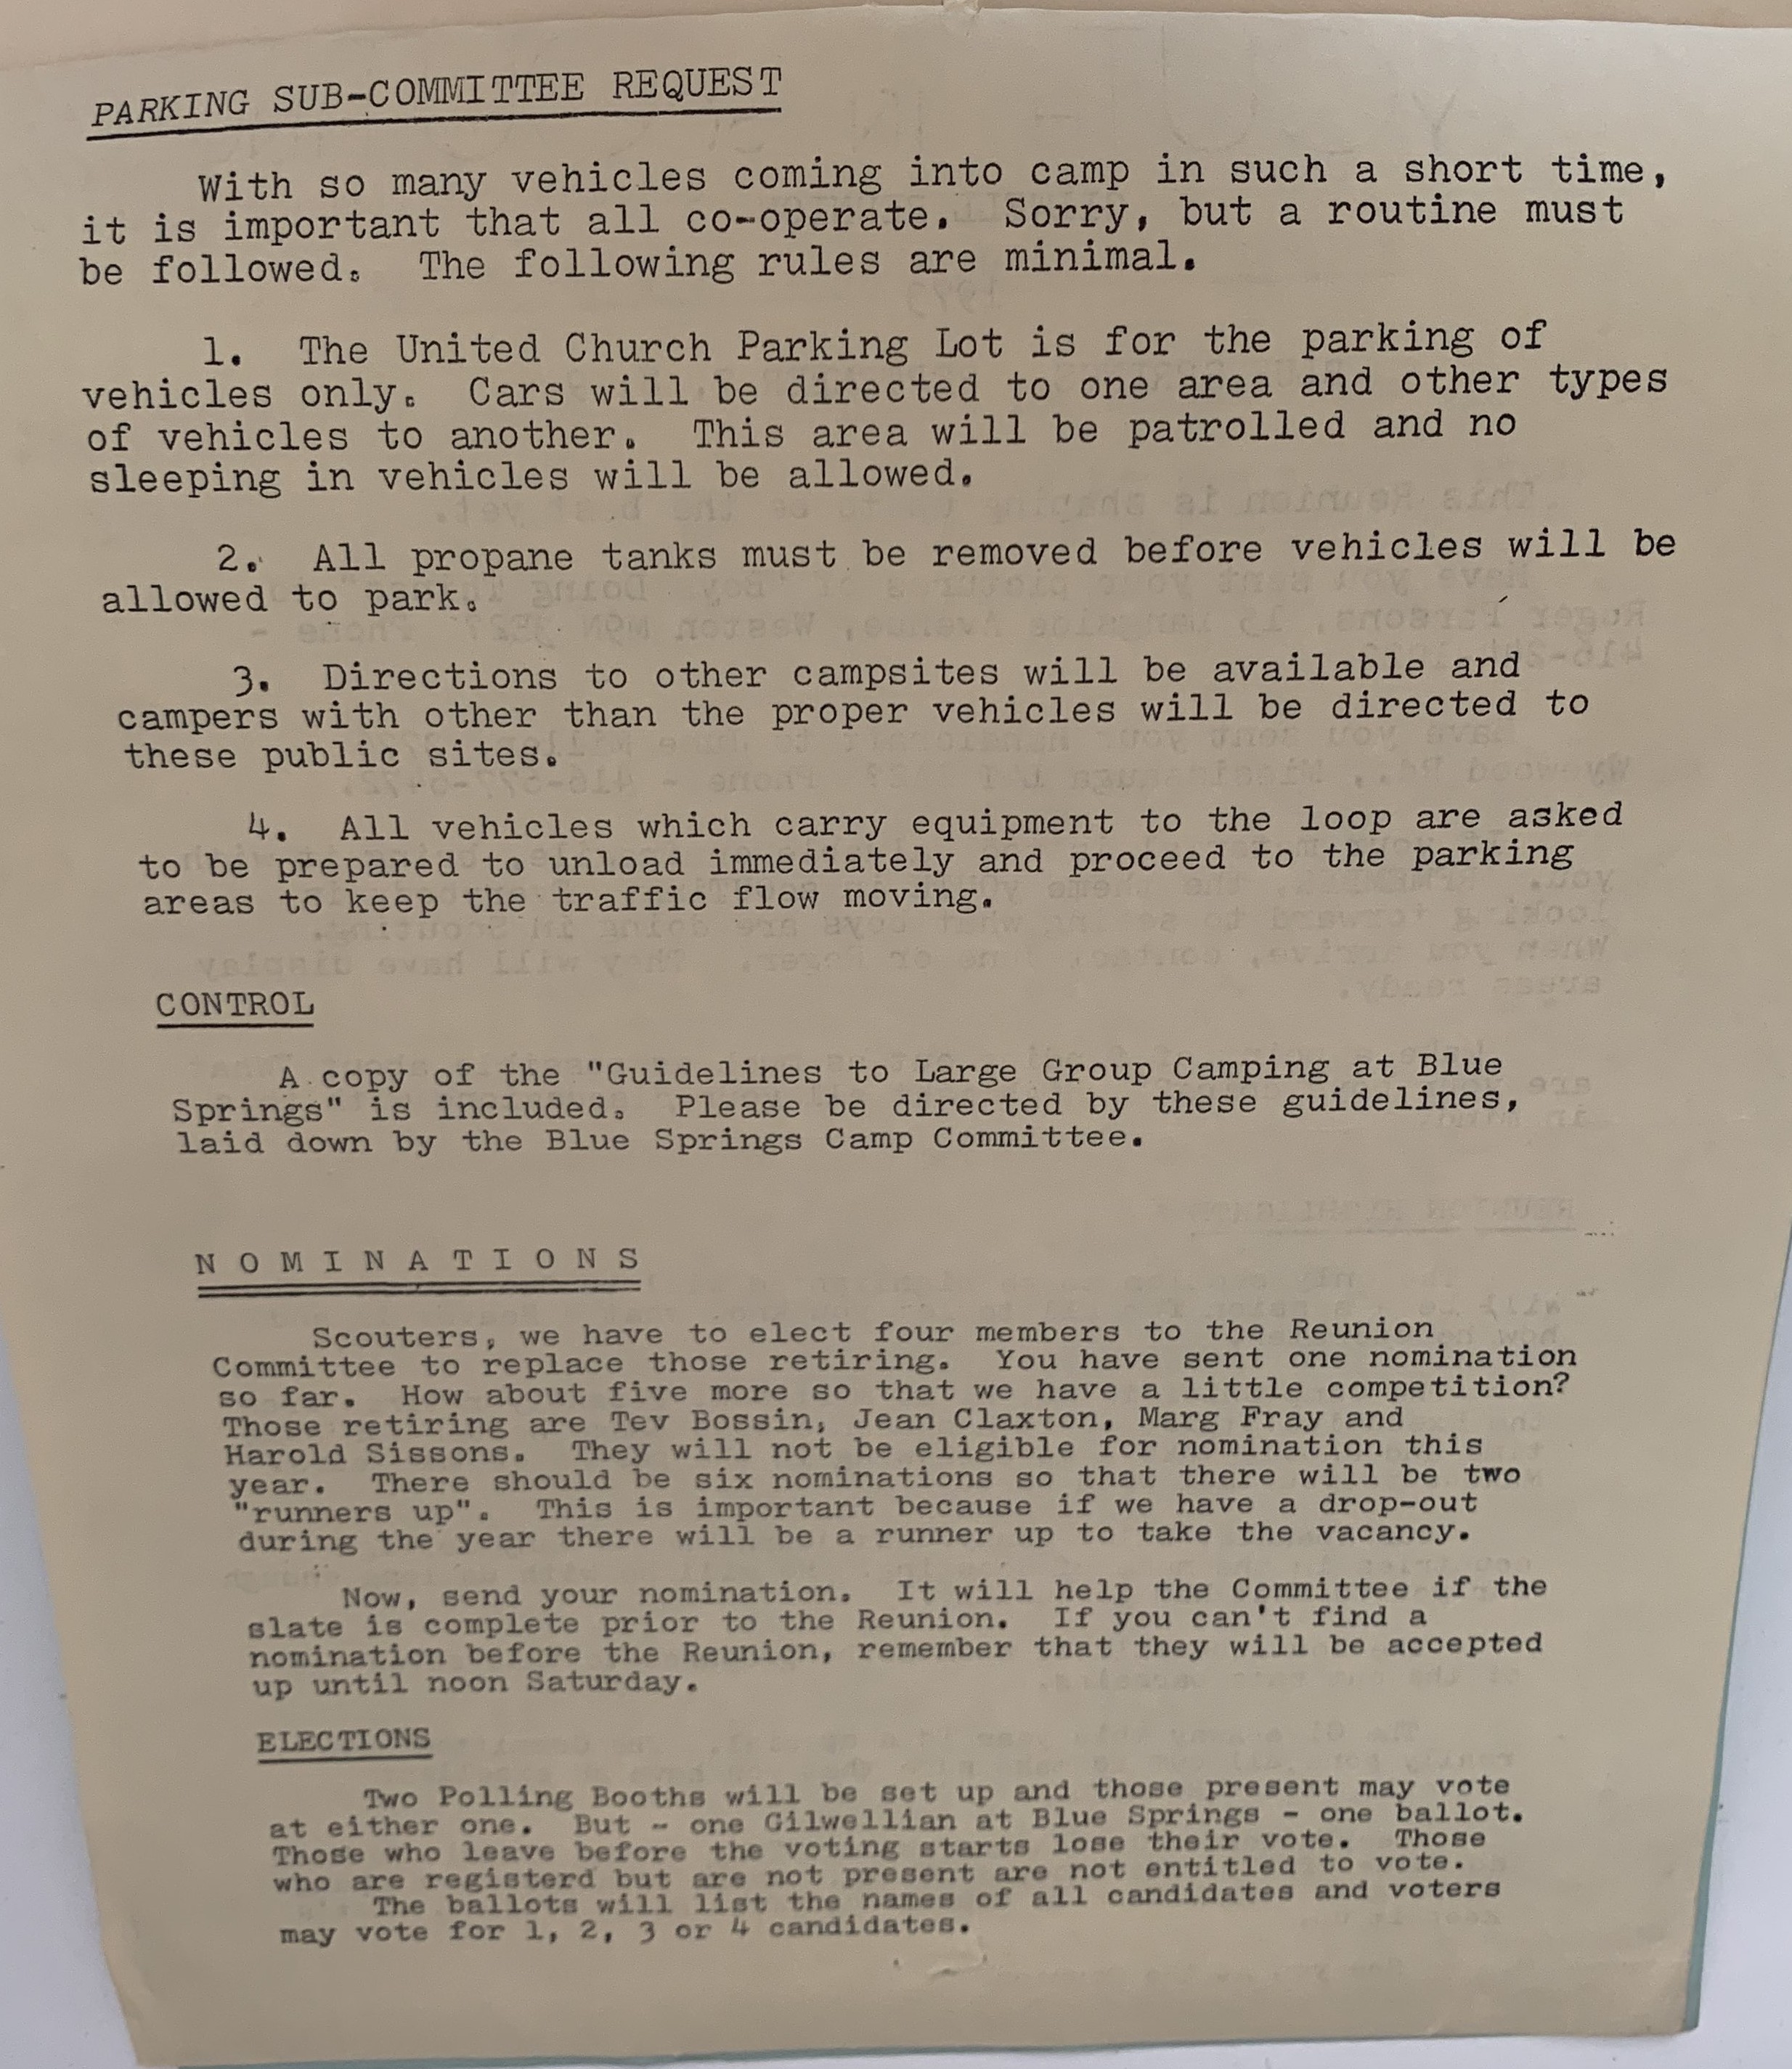 PARKING SUB-COMMITTEE REQUEST
With so many vehicles coming into camp in such a short time,
it is important that all co-operate. Sorry, but a routine must
be followed. The following rules are minimal.
1. The United Church Parking Lot is for the parking of
vehicles only. Cars will be directed to one area and other types
of vehicles to another. This area will be patrolled and no
sleeping in vehicles will be allowed.
2. All propane tanks must be removed before vehicles will be
allowed to park.
3. Directions to other campsites will be available and
campers with other than the proper vehicles will be directed to
these public sites.
4. All vehicles which carry equipment to the loop are asked
to be prepared to unload immediately and proceed to the parking
areas to keep the traffic flow moving.
CONTROL
A copy of the "Guidelines to Large Group Camping at Blue
Springs" is included. Please be directed by these guidelines,
laid down by the Blue Springs Camp Committee.
N O M I N A T I O N S
Scouters, we have to elect four members to the Reunion
Committee to replace those retiring. You have sent one nomination
so far. How about five more so that we have a little competition?
Those retiring are Tev Bossin, Jean Claxton, Marg Fray and
Harold Sissons. They will not be eligible for nomination this
year. There should be six nominations so that there will be two
"runners up". This is important because if we have a drop-out
during the year there will be a runner up to take the vacancy.
Now, send your nomination. It will help the Committee if the
slate is complete prior to the Reunion. If you can't find a
nomination before the Reunion, remember that they will be accepted
up until noon Saturday.
ELECTIONS
Two Polling Booths will be set up and those present may vote
at either one. But - one Gilwellian at Blue Springs - one ballot.
Those who leave before the voting starts lose their vote. Those
who are registerd but are not present are not entitled to vote.
The ballots will list the names of all candidates and voters
may vote for 1, 2, 3 or 4 candidates.